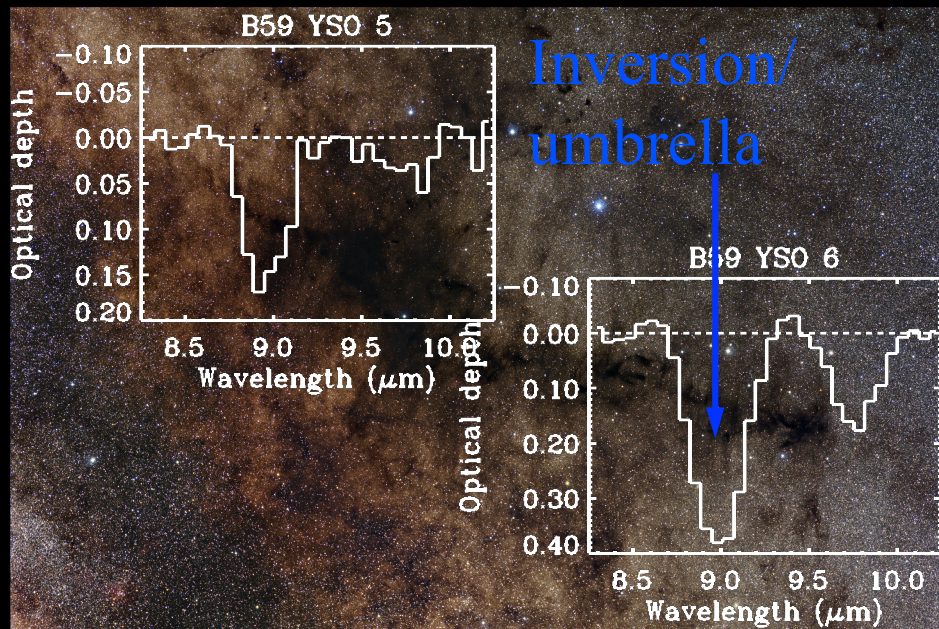 B59 YSO 5
−0.10
−0.05
0.00
0.05
0.10
0.15
0.20
Optical depth
8.5 9.0 9.5 10.0
Wavelength (μm)
Inversion/
umbrella
B59 YSO 6
−0.10
0.00
0.10
0.20
0.30
0.40
Optical depth
8.5 9.0 9.5 10.0
Wavelength (μm)